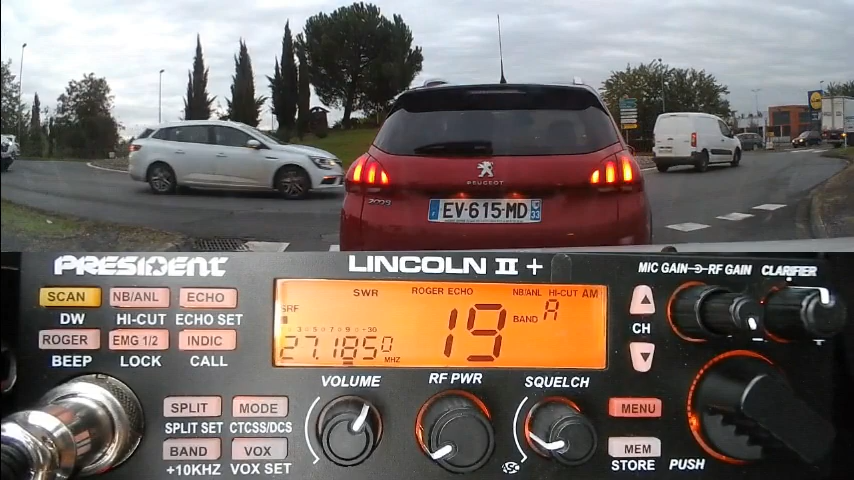 PEUGEOT
2008
F EV-615-MD 33
PRESIDENT
LINCOLN II +
MIC GAIN RF GAIN CLARIFIER
SCAN NB/ANL ECHO
DW HI-CUT ECHO SET
ROGER EMG 1/2 INDIC
BEEP LOCK CALL
SWR ROGER ECHO NB/ANL HI-CUT AM
SRF
19 BAND A
27.1850 MHZ
CH
VOLUME RF PWR SQUELCH
SPLIT MODE
SPLIT SET CTCSS/DCS
BAND VOX
+10KHZ VOX SET
MENU
MEM
STORE PUSH